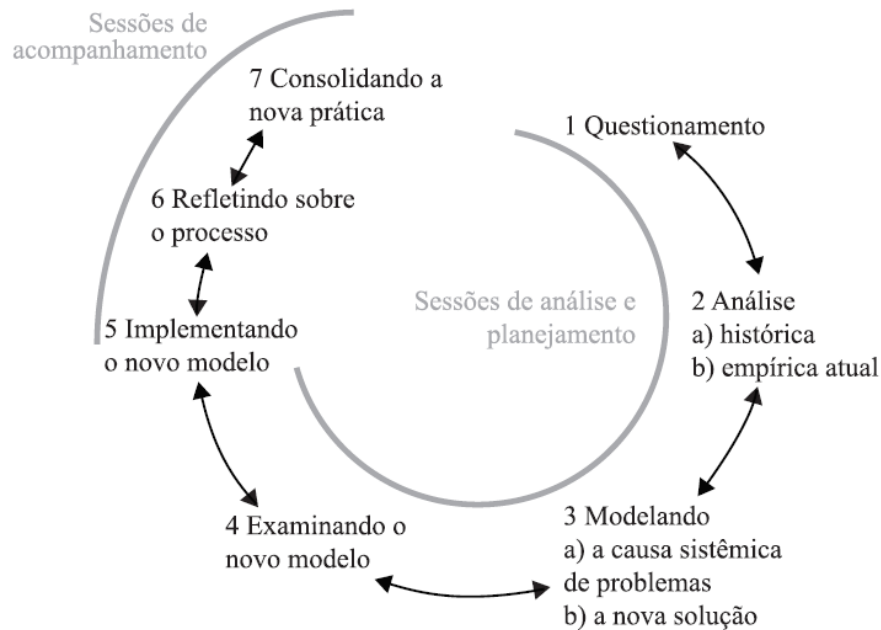 Sessões de
acompanhamento
7 Consolidando a
nova prática
1 Questionamento
6 Refletindo sobre
o processo
Sessões de análise e
planejamento
2 Análise
a) histórica
b) empírica atual
5 Implementando
o novo modelo
3 Modelando
a) a causa sistêmica
de problemas
b) a nova solução
4 Examinando o
novo modelo